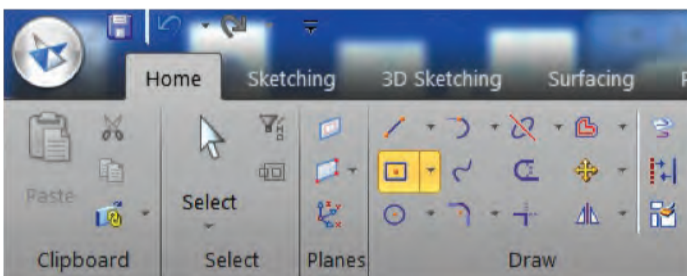 Home Sketching 3D Sketching Surfacing
Paste Select
Clipboard Select Planes Draw